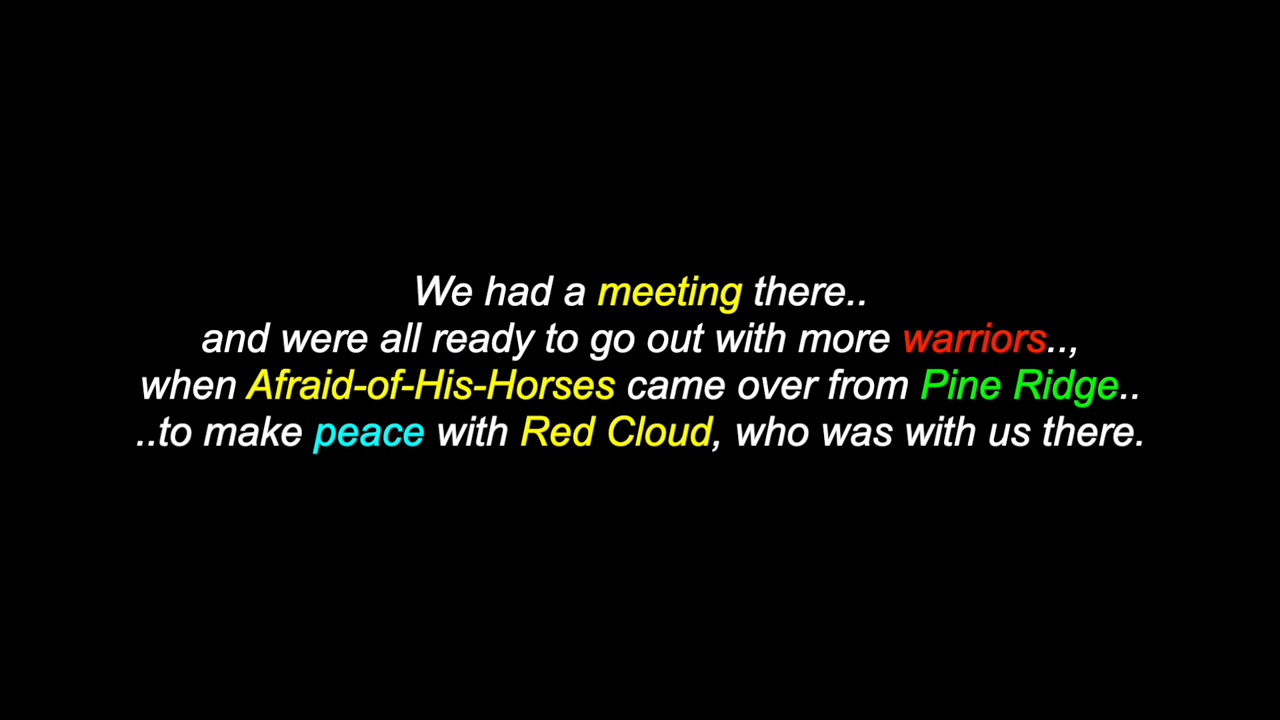 We had a meeting there..
and were all ready to go out with more warriors..,
when Afraid-of-His-Horses came over from Pine Ridge..
..to make peace with Red Cloud, who was with us there.